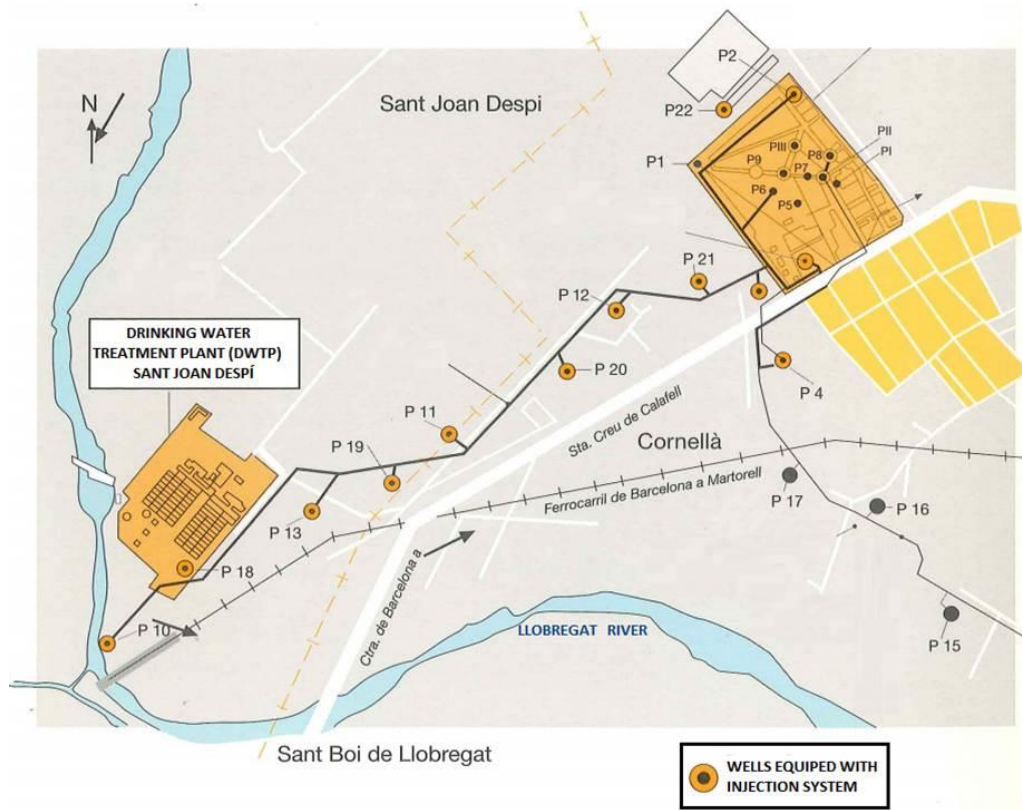 P2
N
Sant Joan Despi
P22
PII
PIII
P8
PI
P1
P9
P7
P6
P5
P 21
P 12
DRINKING WATER
TREATMENT PLANT (DWTP)
SANT JOAN DESPÍ
P 20
P 4
P 11
Sta. Creu de Calafell
P 19
Cornellà
Ferrocarril de Barcelona a Martorell
P 17
P 16
P 13
P 18
Ctra. de Barcelona a
P 10
LLOBREGAT RIVER
P 15
Sant Boi de Llobregat
WELLS EQUIPED WITH
INJECTION SYSTEM